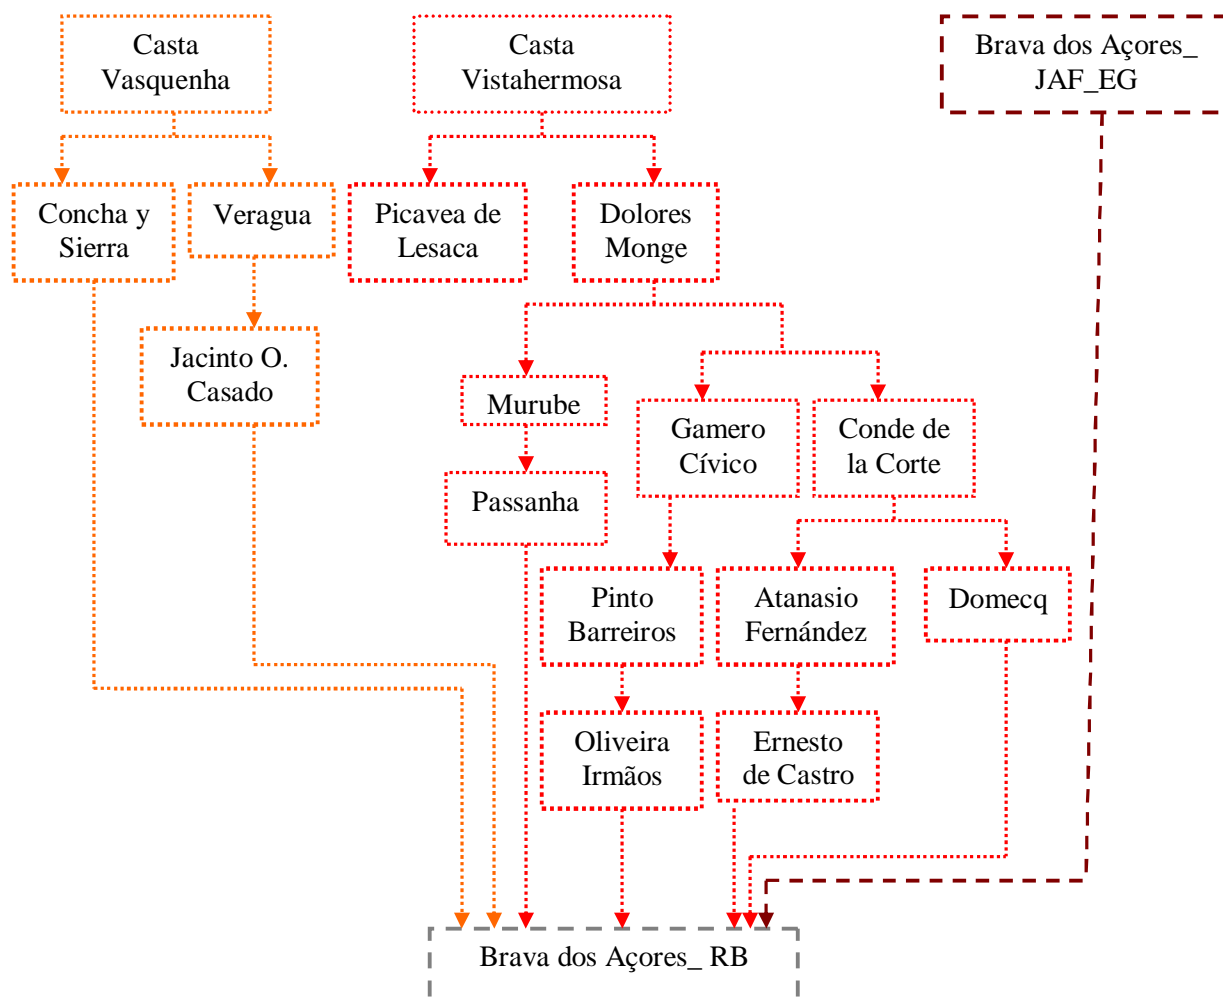 Casta
Vasquenha
Casta
Vistahermosa
Brava dos Açores_
JAF_EG
Concha y
Sierra
Veragua
Picavea de
Lesaca
Dolores
Monge
Jacinto O.
Casado
Murube
Gamero
Cívico
Conde de
la Corte
Passanha
Pinto
Barreiros
Atanasio
Fernández
Domecq
Oliveira
Irmãos
Ernesto
de Castro
Brava dos Açores_ RB